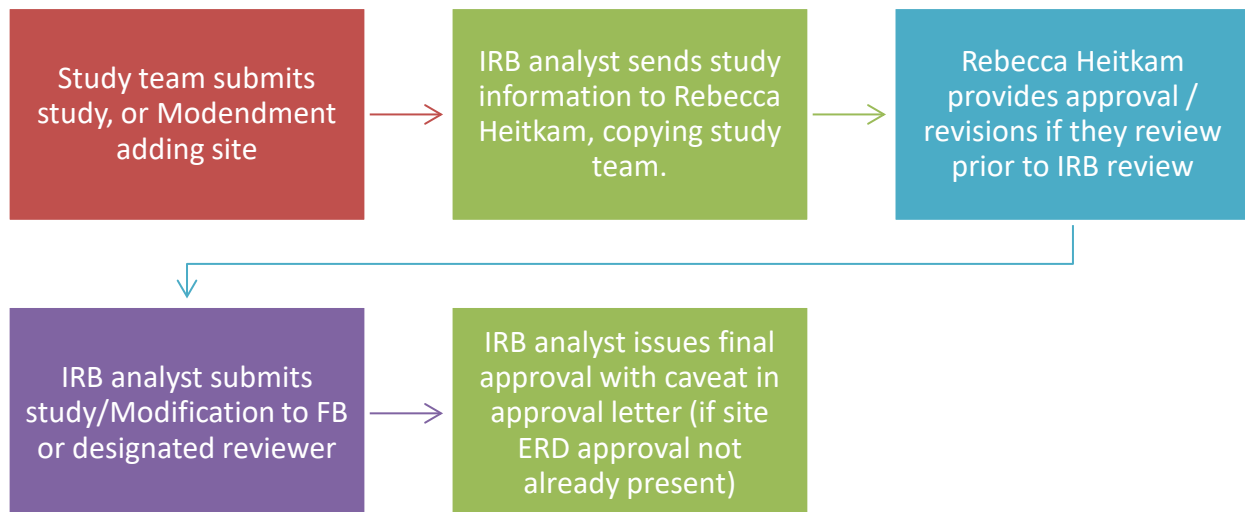 Study team submits
study, or Modendment
adding site
IRB analyst sends study
information to Rebecca
Heitkam, copying study
team.
Rebecca Heitkam
provides approval /
revisions if they review
prior to IRB review
IRB analyst submits
study/Modification to FB
or designated reviewer
IRB analyst issues final
approval with caveat in
approval letter (if site
ERD approval not
already present)